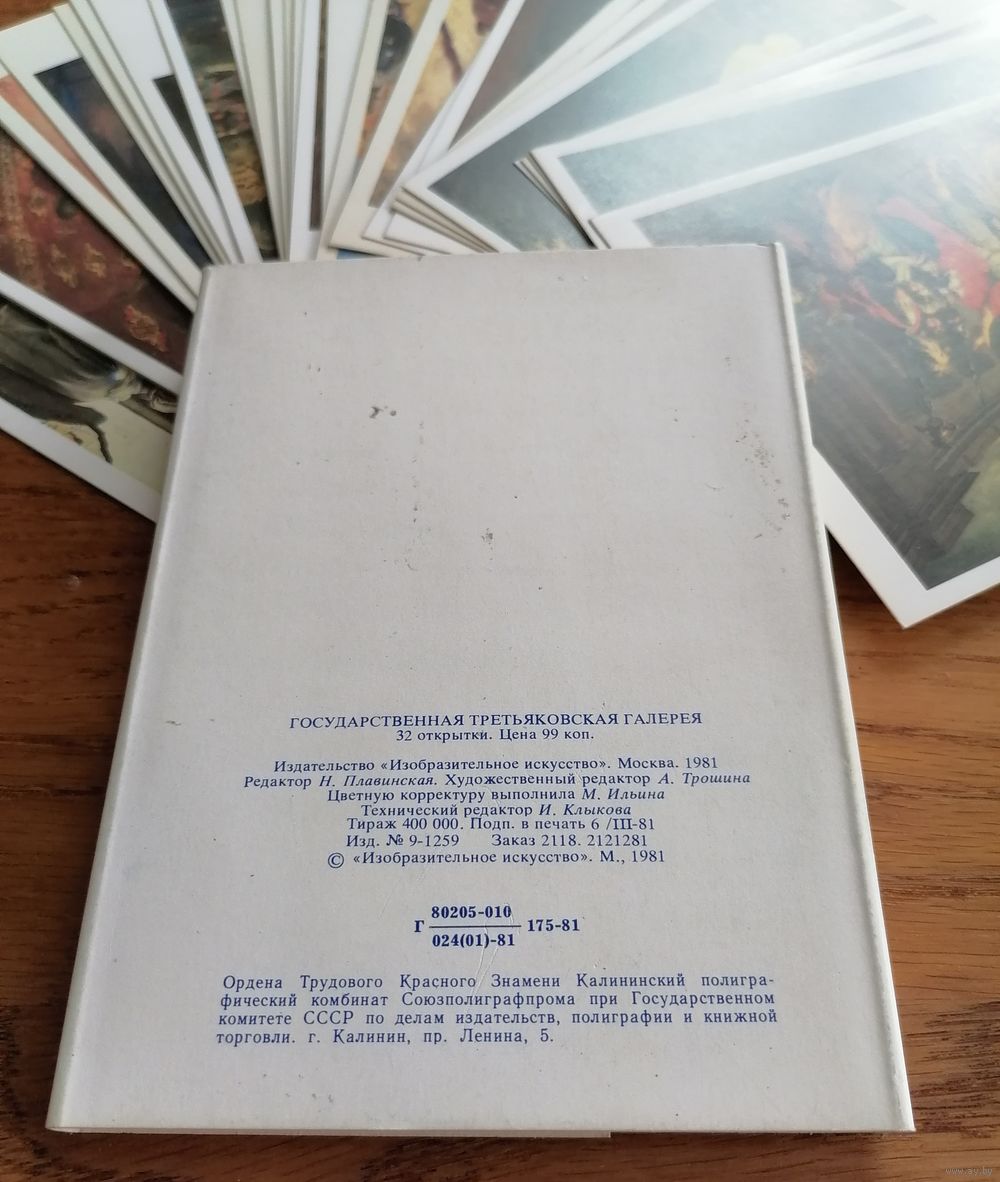 ГОСУДАРСТВЕННАЯ ТРЕТЬЯКОВСКАЯ ГАЛЕРЕЯ
32 открытки. Цена 99 коп.
Издательство «Изобразительное искусство». Москва. 1981
Редактор Н. Плавинская. Художественный редактор А. Трошина
Цветную корректуру выполнила М. Ильина
Технический редактор И. Клыкова
Тираж 400 000. Подп. в печать 6 /III-81
Изд. № 9-1259 Заказ 2118. 2121281
© «Изобразительное искусство». М., 1981
80205-010
Г 175-81
024(01)-81
Ордена Трудового Красного Знамени Калининский полигра-
фический комбинат Союзполиграфпрома при Государственном
комитете СССР по делам издательств, полиграфии и книжной
торговли. г. Калинин, пр. Ленина, 5.
www.ay.by